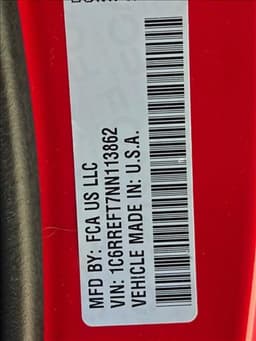 MFD BY: FCA US LLC
VIN: 1C6RREFT7NN113862
VEHICLE MADE IN: U.S.A.